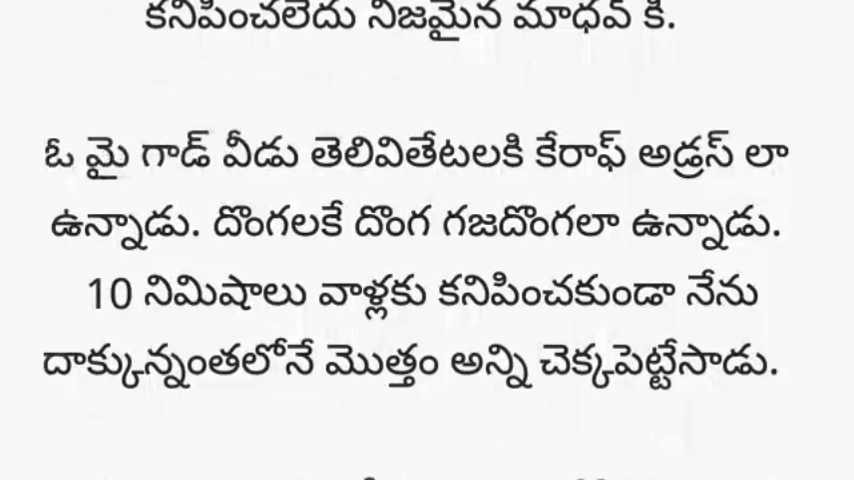 కనిపించలేదు నిజమైన మాధవ్ కి.
ఓ మై గాడ్ వీడు తెలివితేటలకి కేరాఫ్ అడ్రస్ లా
ఉన్నాడు. దొంగలకే దొంగ గజదొంగలా ఉన్నాడు.
10 నిమిషాలు వాళ్లకు కనిపించకుండా నేను
దాక్కున్నంతలోనే మొత్తం అన్ని చెక్కపెట్టేసాడు.